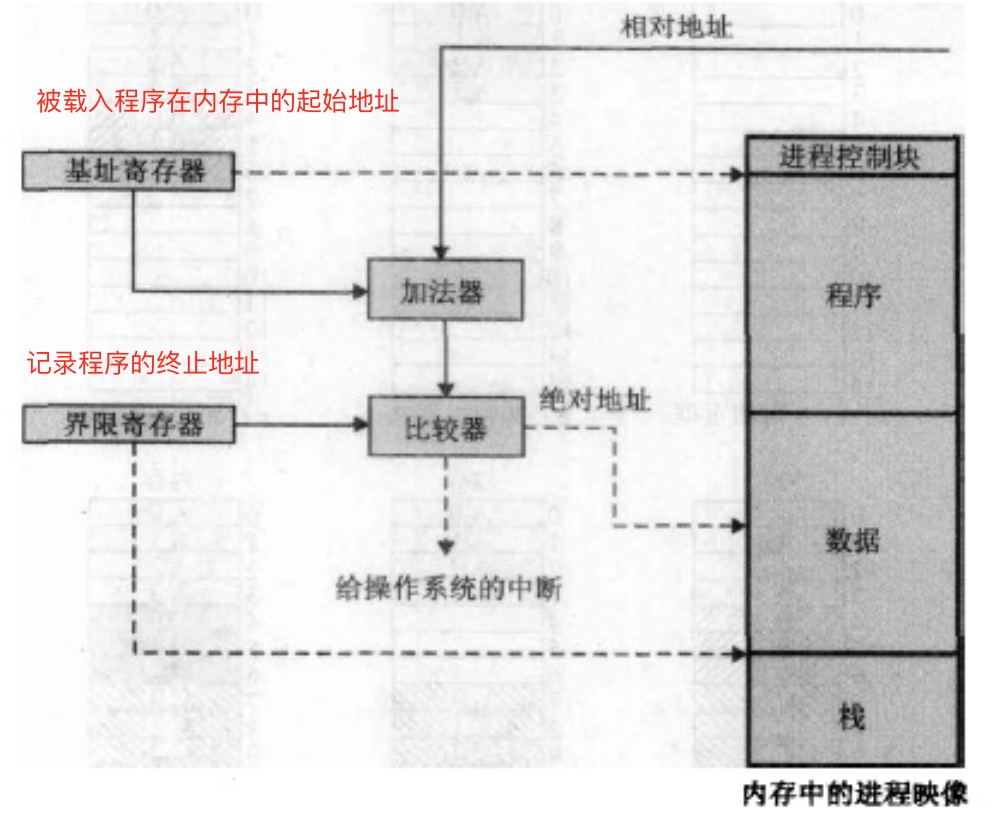 相对地址
被载入程序在内存中的起始地址
进程控制块
基址寄存器
加法器
程序
记录程序的终止地址
绝对地址
界限寄存器
比较器
数据
给操作系统的中断
栈
内存中的进程映像